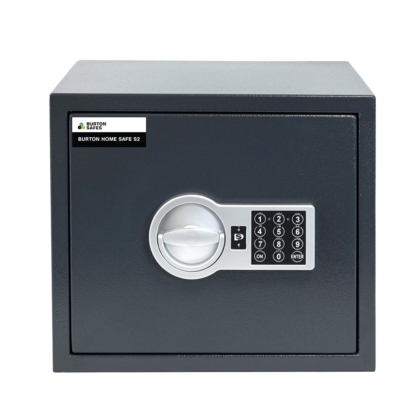 BURTON
SAFES
BURTON HOME SAFE S2
1 2 3
4 5 6
7 8 9
ON 0 ENTER